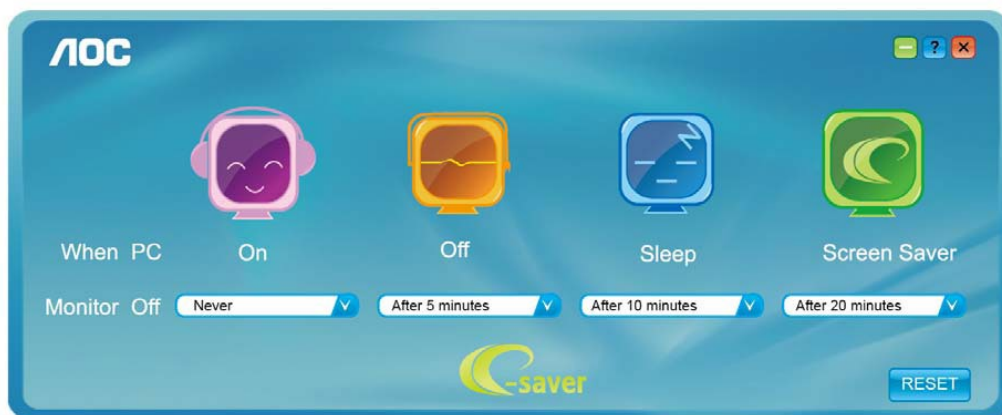 AOC
?
When PC On Off Sleep Screen Saver
Monitor Off Never After 5 minutes After 10 minutes After 20 minutes
e-saver
RESET